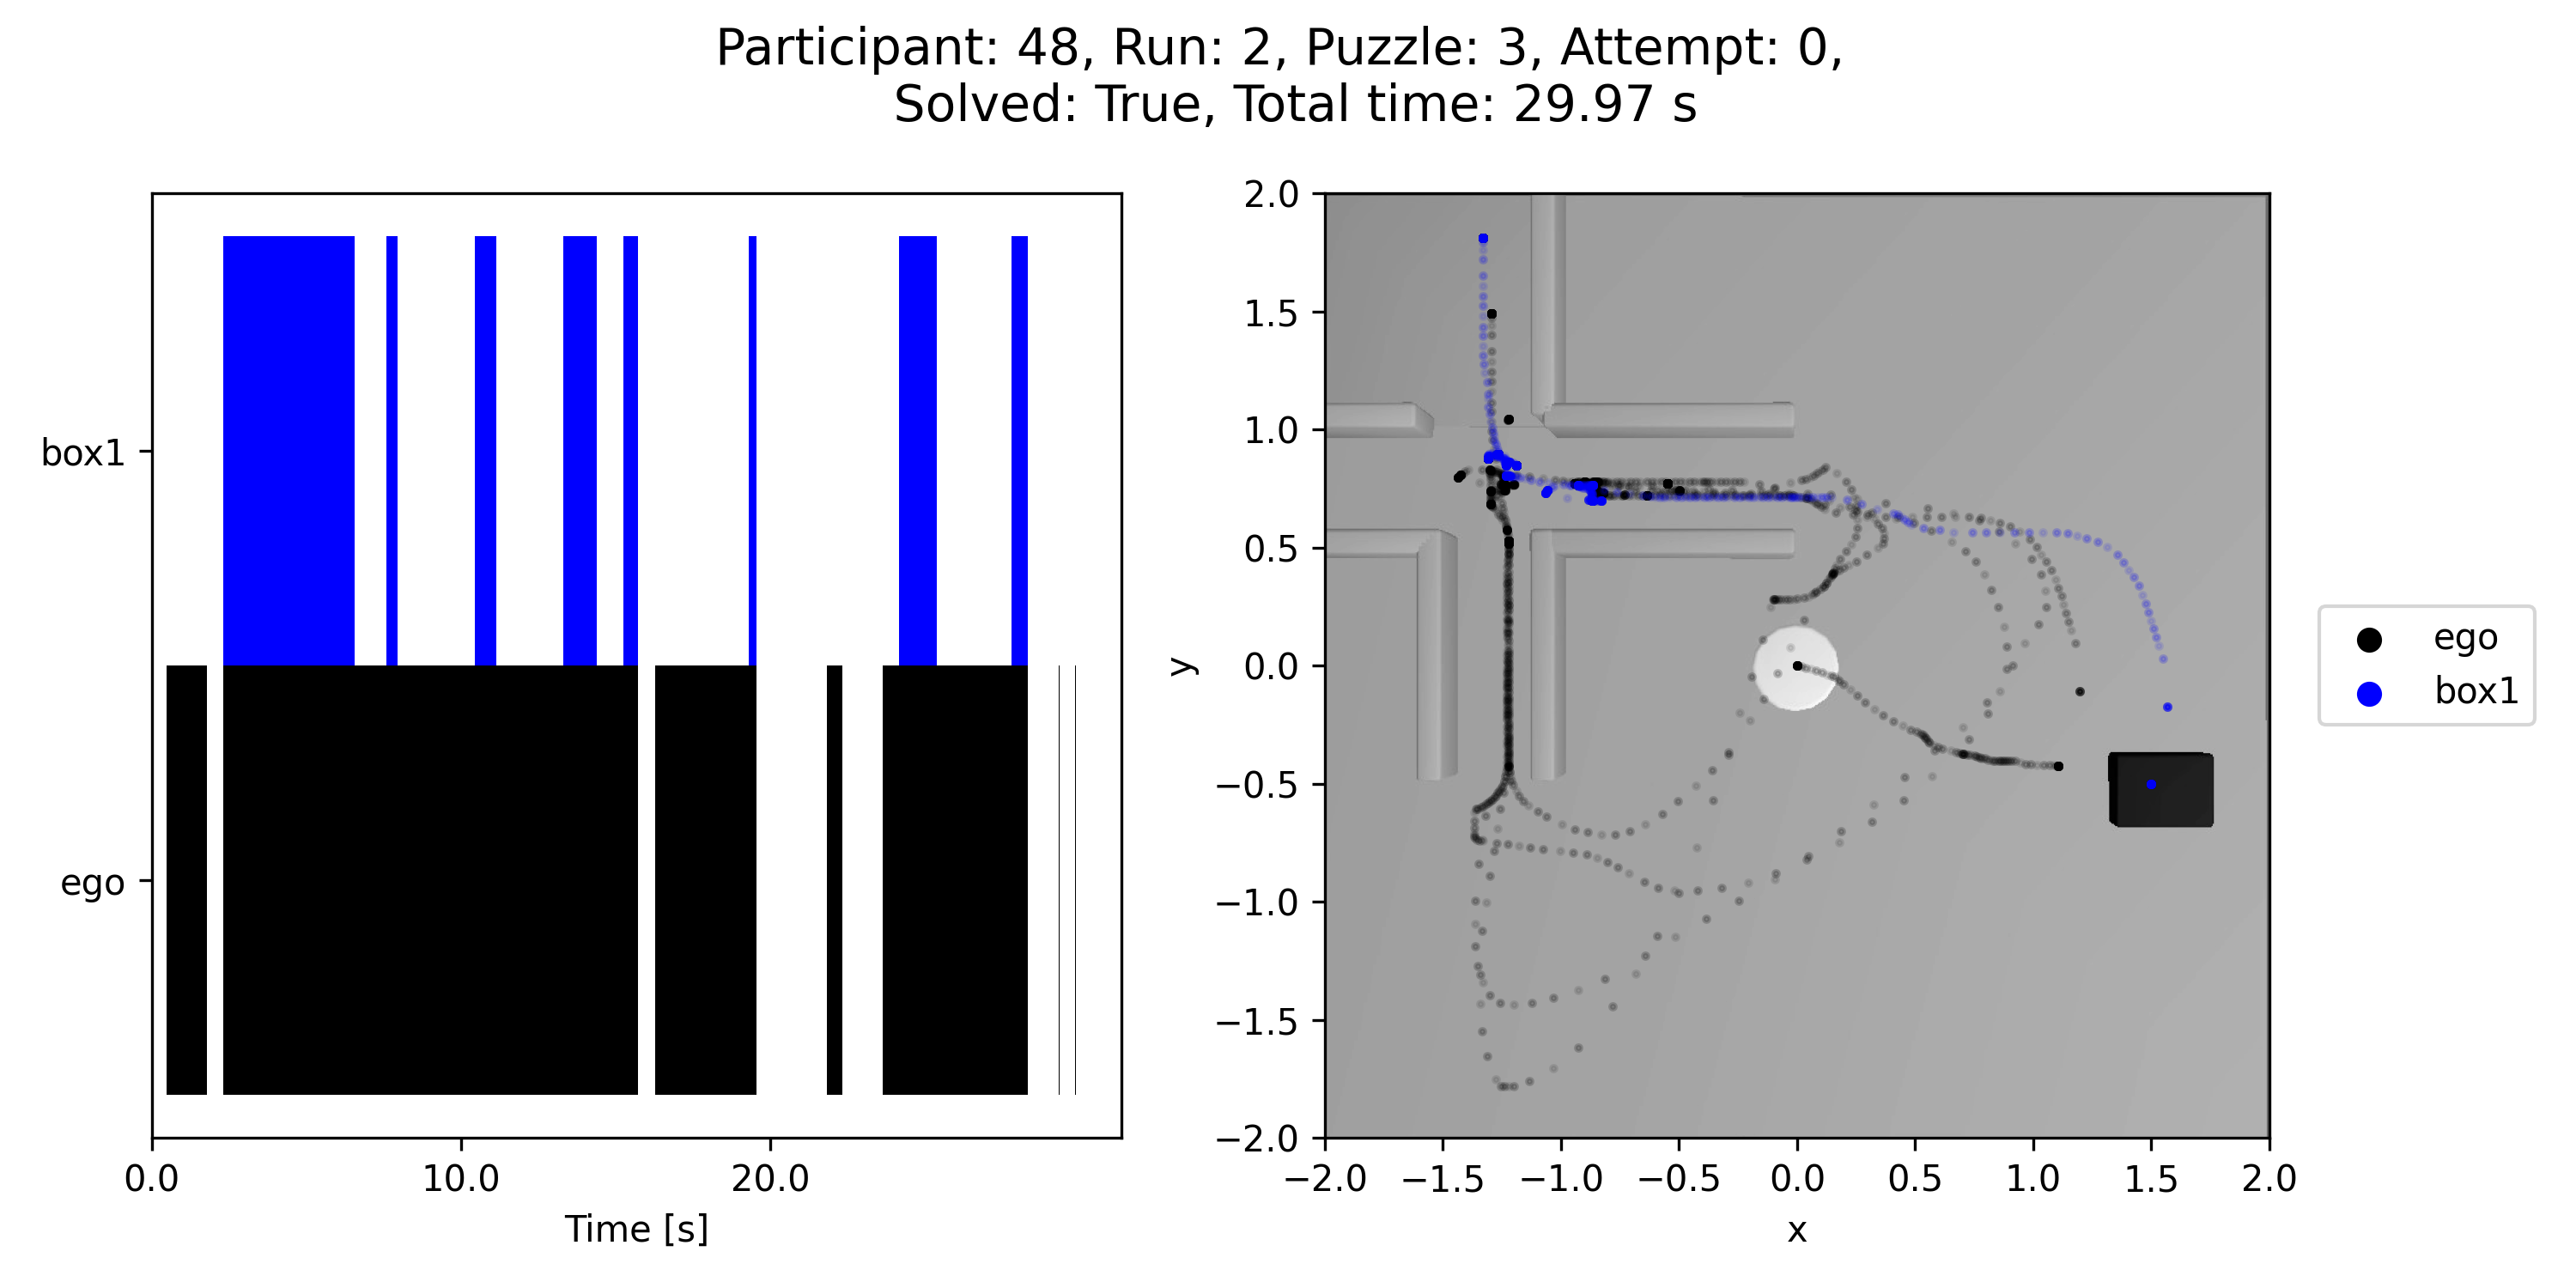 Participant: 48, Run: 2, Puzzle: 3, Attempt: 0,
Solved: True, Total time: 29.97 s
box1
ego
0.0 10.0 20.0
Time [s]
2.0
1.5
1.0
0.5
0.0
−0.5
−1.0
−1.5
−2.0
y
−2.0 −1.5 −1.0 −0.5 0.0 0.5 1.0 1.5 2.0
x
ego
box1